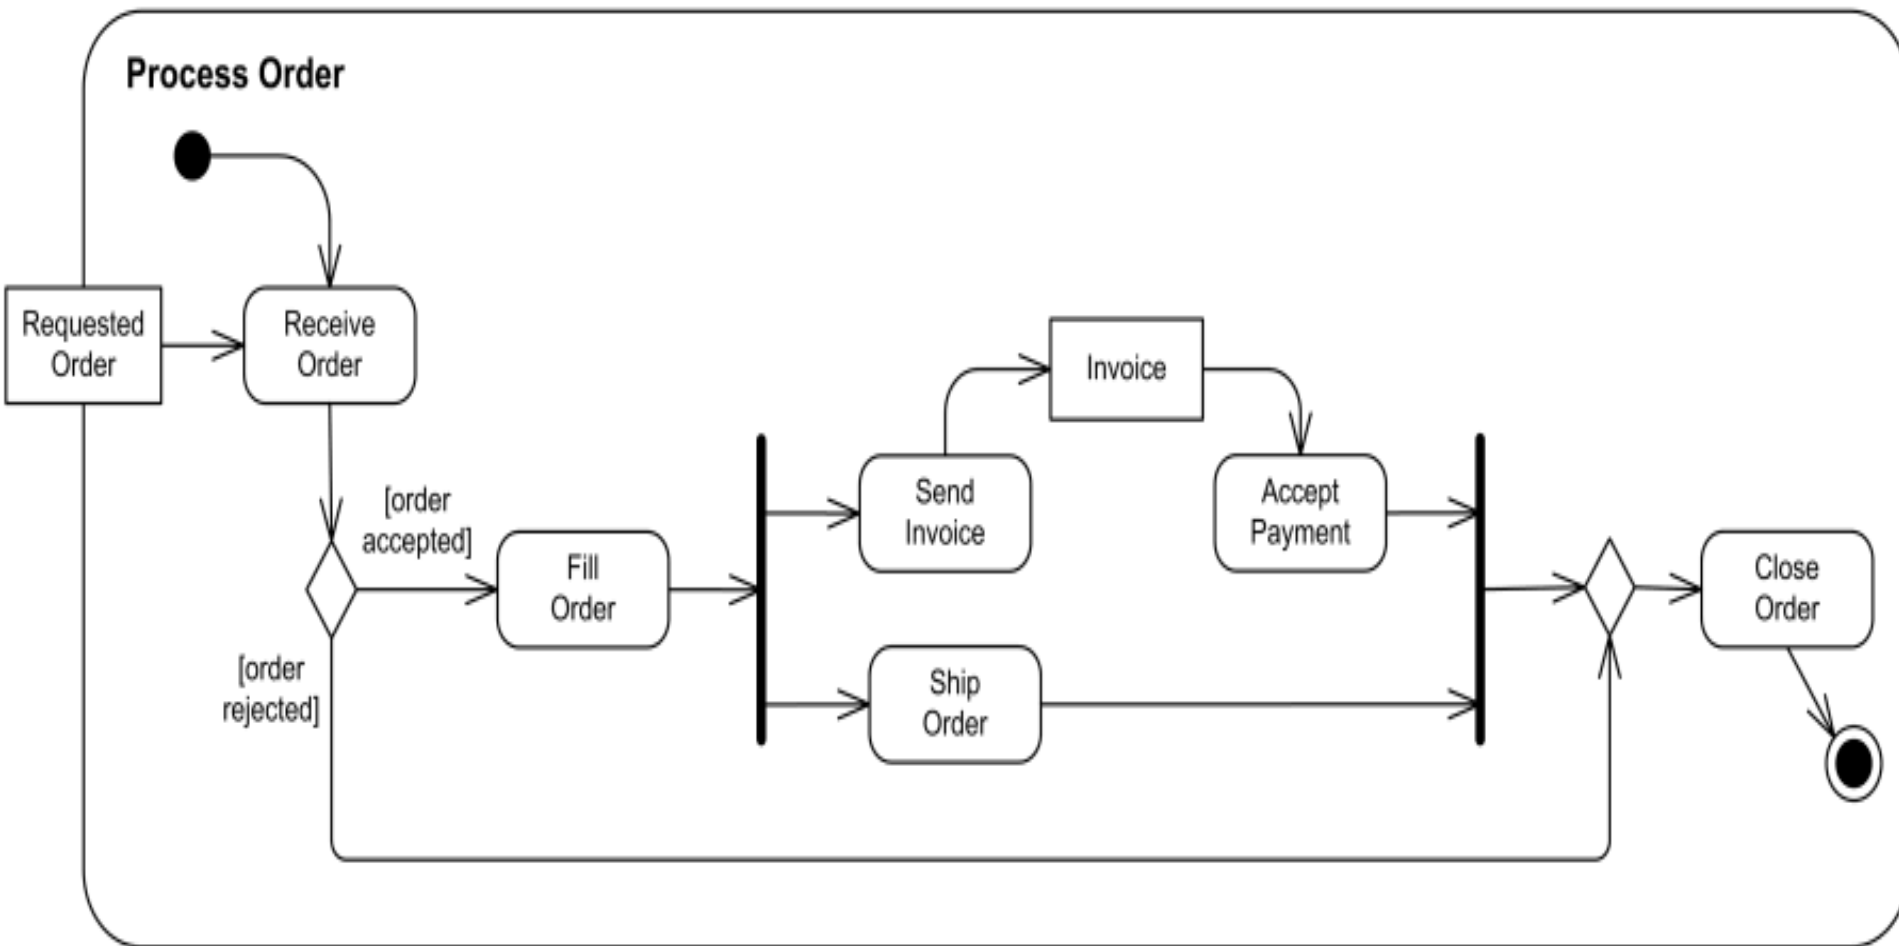 Process Order
Requested
Order
Receive
Order
[order
accepted]
[order
rejected]
Fill
Order
Send
Invoice
Invoice
Accept
Payment
Ship
Order
Close
Order